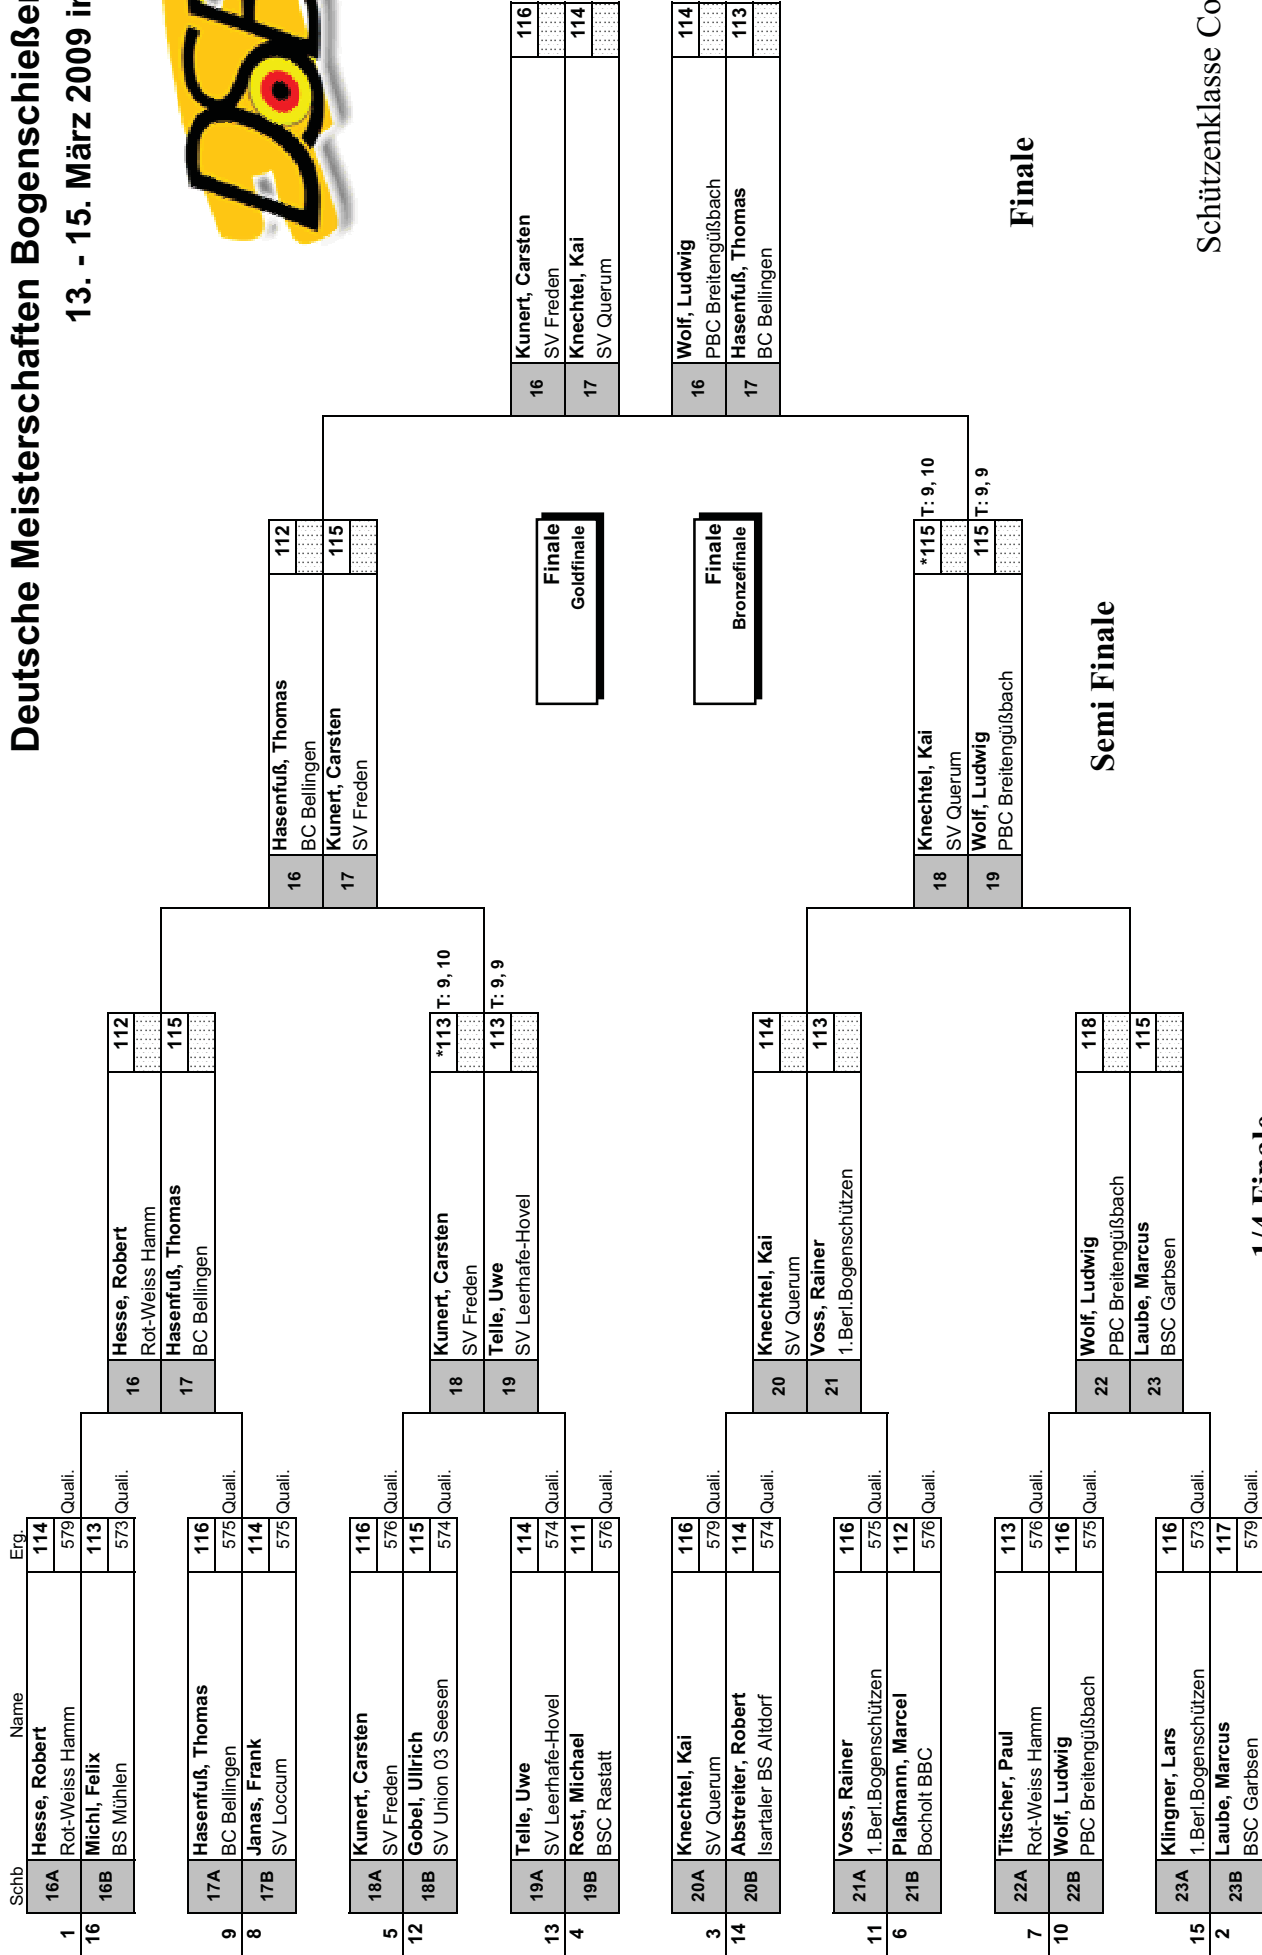 Deutsche Meisterschaften Bogenschießen
13. - 15. März 2009 in
DSB
Schb Name Erg.
1 16A Hesse, Robert 114
Rot-Weiss Hamm 579 Quali.
16 16B Michl, Felix 113
BS Mühlen 573 Quali.
9 17A Hasenfuß, Thomas 116
BC Bellingen 575 Quali.
8 17B Janas, Frank 114
SV Loccum 575 Quali.
5 18A Kunert, Carsten 116
SV Freden 576 Quali.
12 18B Gobel, Ullrich 115
SV Union 03 Seesen 574 Quali.
13 19A Telle, Uwe 114
SV Leerhafe-Hovel 574 Quali.
4 19B Rost, Michael 111
BSC Rastatt 576 Quali.
3 20A Knechtel, Kai 116
SV Querum 579 Quali.
14 20B Abstreiter, Robert 114
Isartaler BS Altdorf 574 Quali.
11 21A Voss, Rainer 116
1.Berl.Bogenschützen 575 Quali.
6 21B Plaßmann, Marcel 112
Bocholt BBC 576 Quali.
7 22A Titscher, Paul 113
Rot-Weiss Hamm 576 Quali.
10 22B Wolf, Ludwig 116
PBC Breitengüßbach 575 Quali.
15 23A Klingner, Lars 116
1.Berl.Bogenschützen 573 Quali.
2 23B Laube, Marcus 117
BSC Garbsen 579 Quali.
16 Hesse, Robert 112
Rot-Weiss Hamm
17 Hasenfuß, Thomas 115
BC Bellingen
18 Kunert, Carsten *113 T: 9, 10
SV Freden
19 Telle, Uwe 113 T: 9, 9
SV Leerhafe-Hovel
20 Knechtel, Kai 114
SV Querum
21 Voss, Rainer 113
1.Berl.Bogenschützen
22 Wolf, Ludwig 118
PBC Breitengüßbach
23 Laube, Marcus 115
BSC Garbsen
1/4 Finale
16 Hasenfuß, Thomas 112
BC Bellingen
17 Kunert, Carsten 115
SV Freden
18 Knechtel, Kai *115 T: 9, 10
SV Querum
19 Wolf, Ludwig 115 T: 9, 9
PBC Breitengüßbach
Semi Finale
Finale
Goldfinale
Finale
Bronzefinale
16 Kunert, Carsten 116
SV Freden
17 Knechtel, Kai 114
SV Querum
16 Wolf, Ludwig 114
PBC Breitengüßbach
17 Hasenfuß, Thomas 113
BC Bellingen
Finale
Schützenklasse Co